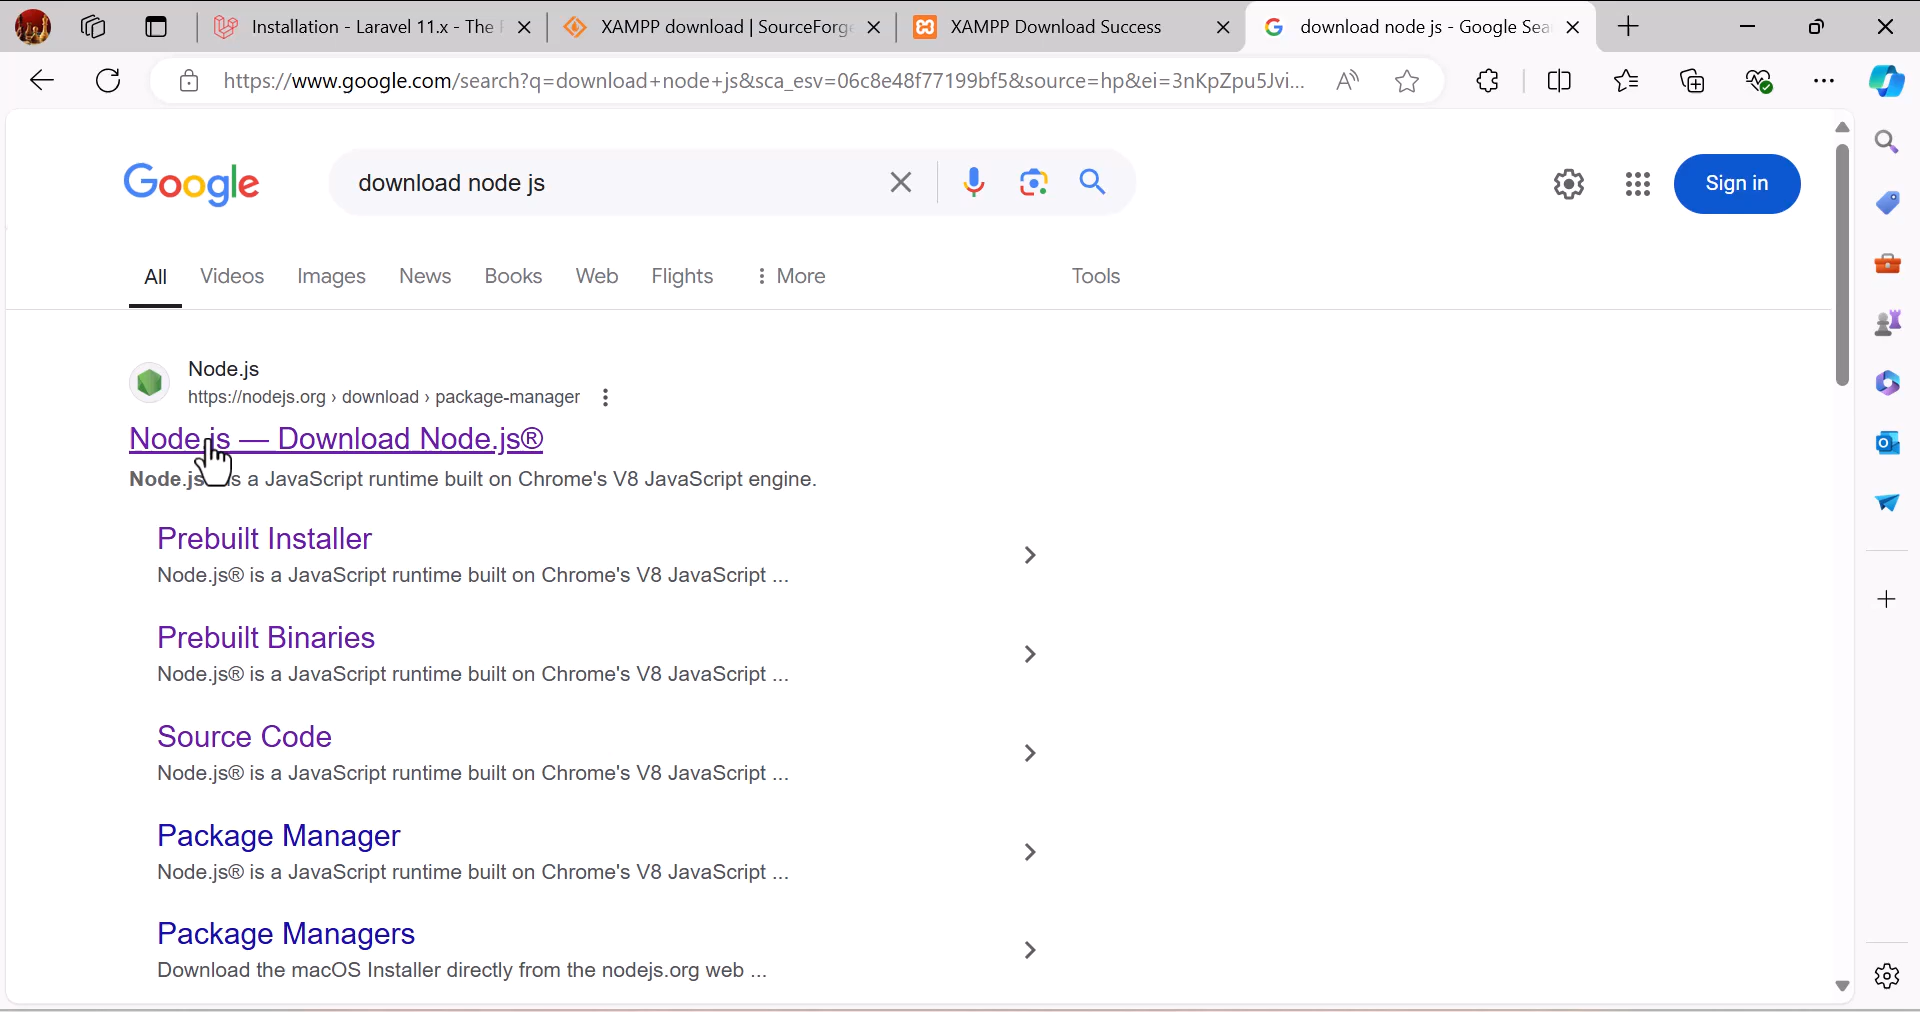 Installation - Laravel 11.x - The
XAMPP download | SourceForge
XAMPP Download Success
download node js - Google Sea
https://www.google.com/search?q=download+node+js&sca_esv=06c8e48f77199bf5&source=hp&ei=3nKpZpu5Jvi...
Google
download node js
Sign in
All
Videos
Images
News
Books
Web
Flights
More
Tools
Node.js
https://nodejs.org › download › package-manager
Node.js — Download Node.js®
Node.js is a JavaScript runtime built on Chrome's V8 JavaScript engine.
Prebuilt Installer
Node.js® is a JavaScript runtime built on Chrome's V8 JavaScript ...
Prebuilt Binaries
Node.js® is a JavaScript runtime built on Chrome's V8 JavaScript ...
Source Code
Node.js® is a JavaScript runtime built on Chrome's V8 JavaScript ...
Package Manager
Node.js® is a JavaScript runtime built on Chrome's V8 JavaScript ...
Package Managers
Download the macOS Installer directly from the nodejs.org web ...